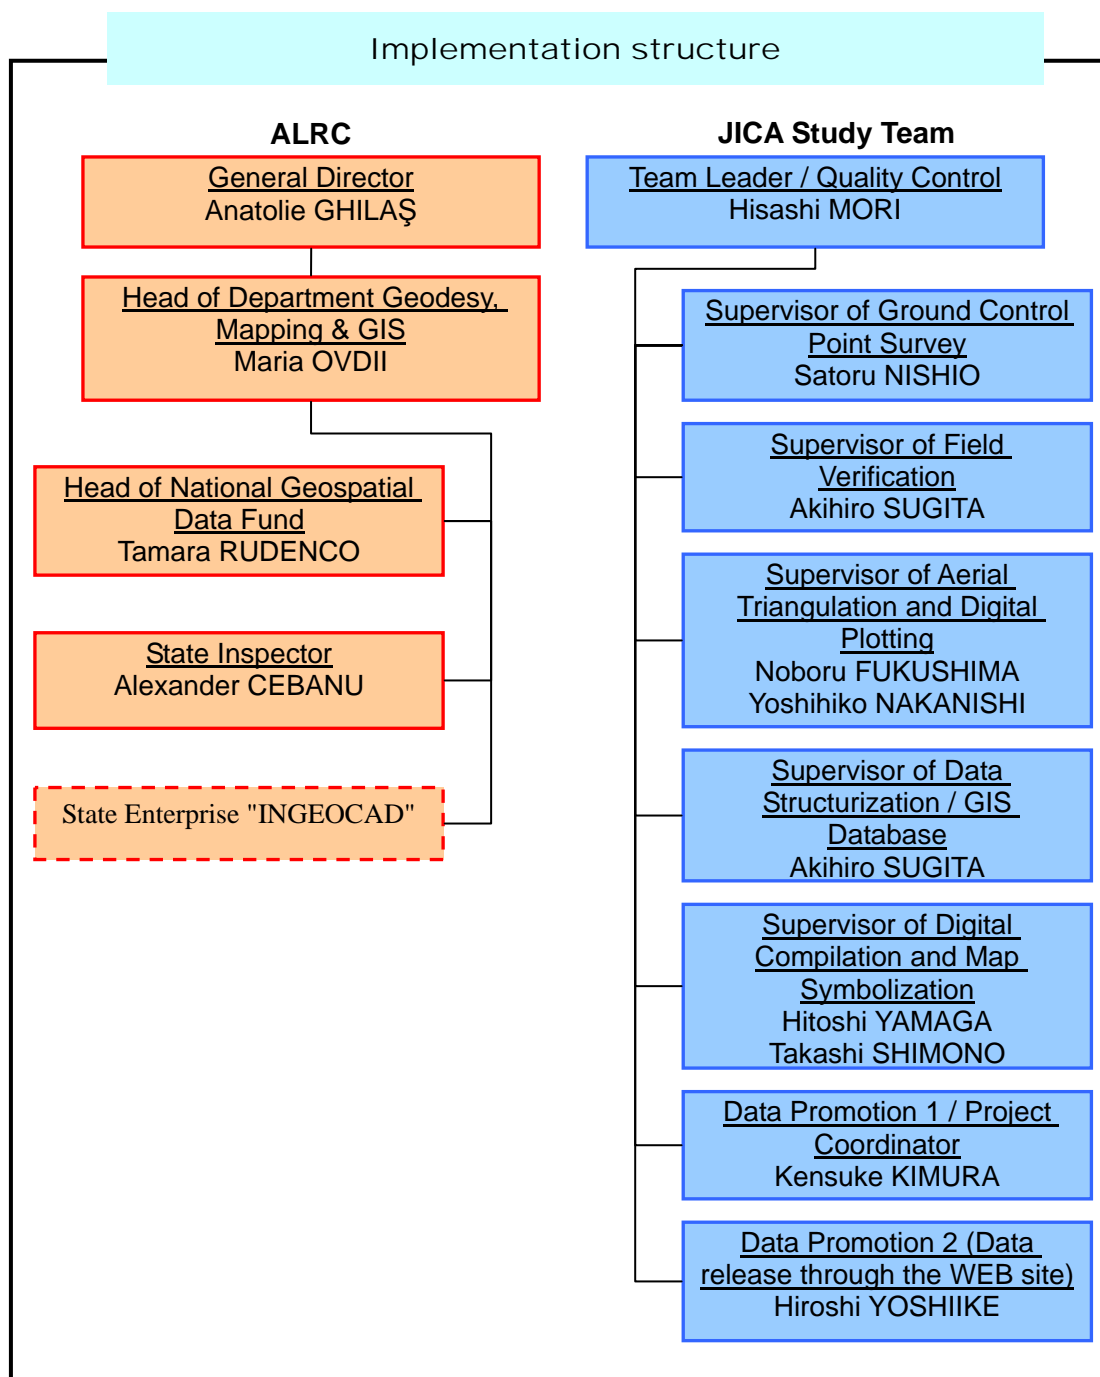 Implementation structure
ALRC
General Director
Anatolie GHILAŞ
Head of Department Geodesy,
Mapping & GIS
Maria OVDII
Head of National Geospatial
Data Fund
Tamara RUDENCO
State Inspector
Alexander CEBANU
State Enterprise "INGEOCAD"
JICA Study Team
Team Leader / Quality Control
Hisashi MORI
Supervisor of Ground Control
Point Survey
Satoru NISHIO
Supervisor of Field
Verification
Akihiro SUGITA
Supervisor of Aerial
Triangulation and Digital
Plotting
Noboru FUKUSHIMA
Yoshihiko NAKANISHI
Supervisor of Data
Structurization / GIS
Database
Akihiro SUGITA
Supervisor of Digital
Compilation and Map
Symbolization
Hitoshi YAMAGA
Takashi SHIMONO
Data Promotion 1 / Project
Coordinator
Kensuke KIMURA
Data Promotion 2 (Data
release through the WEB site)
Hiroshi YOSHIIKE